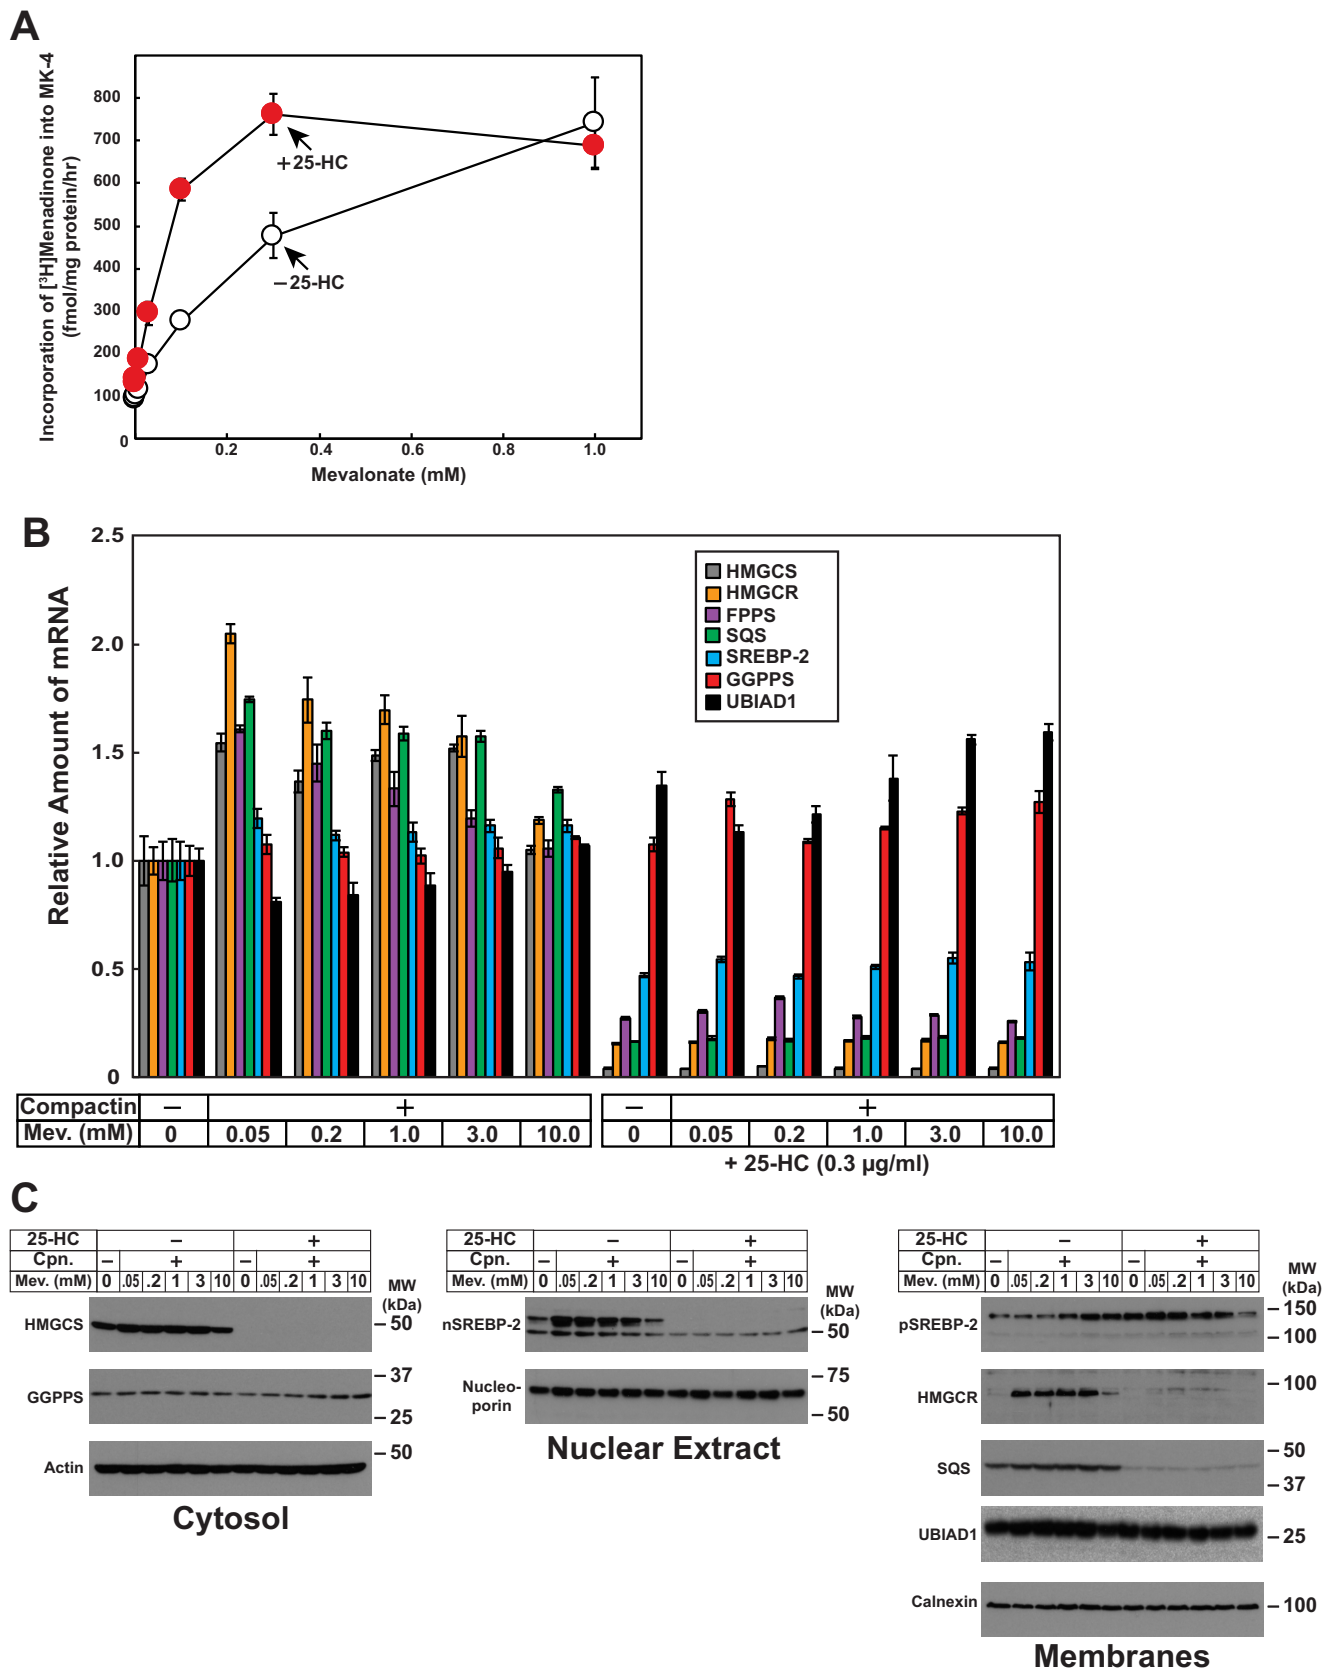 A
Incorporation of [³H]Menadinone into MK-4
(fmol/mg protein/hr)
800
700
600
500
400
300
200
100
0
+25-HC
−25-HC
0.2 0.4 0.6 0.8 1.0
Mevalonate (mM)
B
Relative Amount of mRNA
2.5
2.0
1.5
1.0
0.5
0
HMGCS
HMGCR
FPPS
SQS
SREBP-2
GGPPS
UBIAD1
Compactin − + − +
Mev. (mM) 0 0.05 0.2 1.0 3.0 10.0 0 0.05 0.2 1.0 3.0 10.0
+ 25-HC (0.3 µg/ml)
C
25-HC − +
Cpn. − + − +
Mev. (mM) 0 .05 .2 1 3 10 0 .05 .2 1 3 10
MW
(kDa)
HMGCS
– 50
GGPPS
– 37
– 25
Actin
– 50
Cytosol
25-HC − +
Cpn. − + − +
Mev. (mM) 0 .05 .2 1 3 10 0 .05 .2 1 3 10
MW
(kDa)
nSREBP-2
– 50
Nucleo-
porin
– 75
– 50
Nuclear Extract
25-HC − +
Cpn. − + − +
Mev. (mM) 0 .05 .2 1 3 10 0 .05 .2 1 3 10
MW
(kDa)
pSREBP-2
– 150
– 100
HMGCR
– 100
SQS
– 50
– 37
UBIAD1
– 25
Calnexin
– 100
Membranes